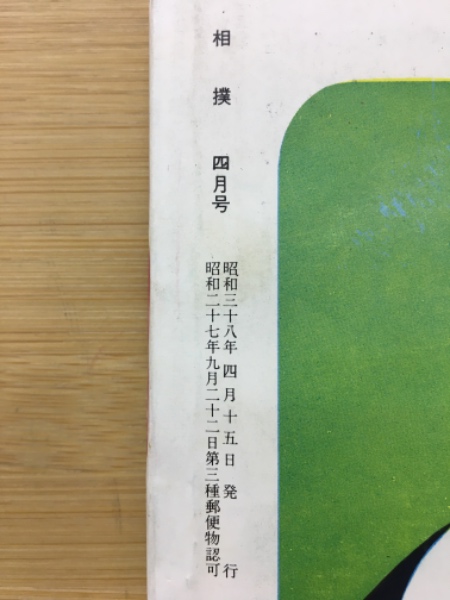 相撲 四月号
昭和三十八年四月十五日発行
昭和二十七年九月二十二日第三種郵便物認可